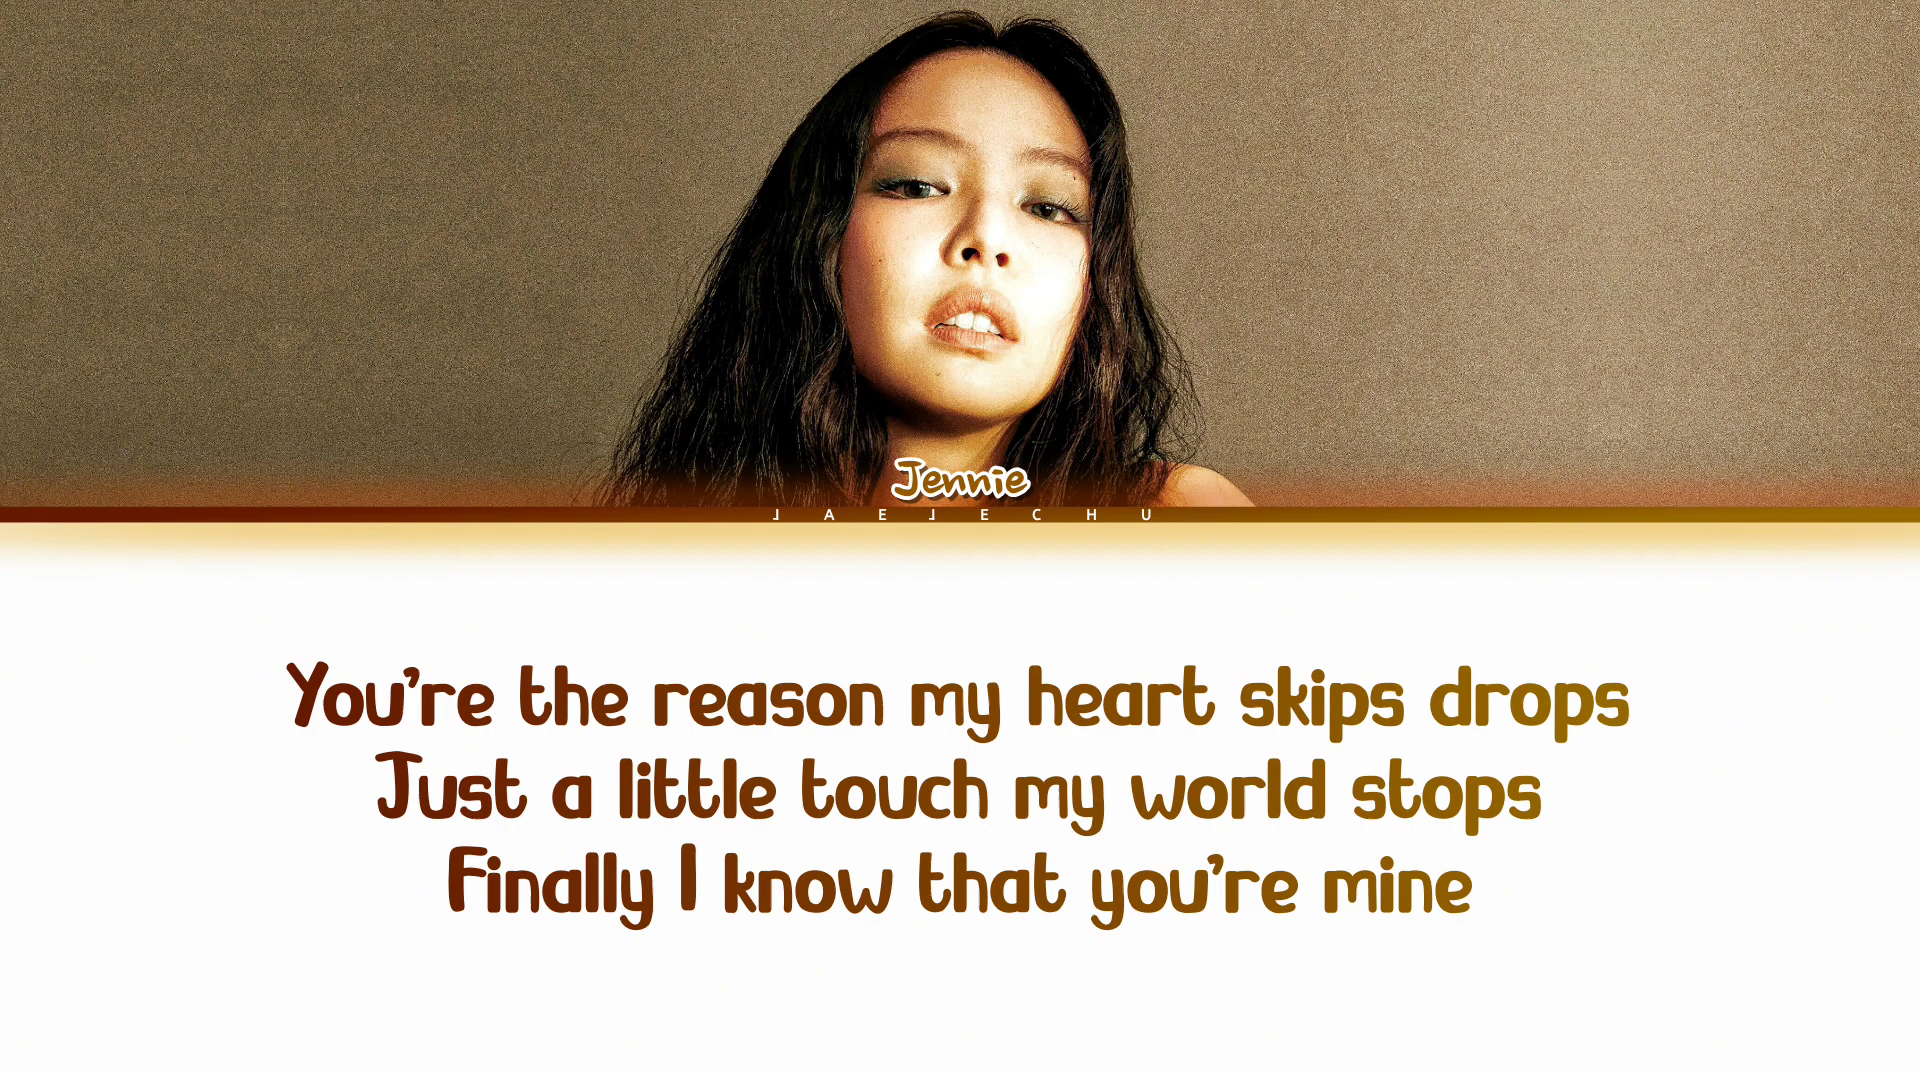 Jennie
JAEJECHU
You’re the reason my heart skips drops
Just a little touch my world stops
Finally I know that you’re mine